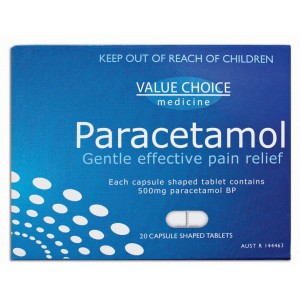 KEEP OUT OF REACH OF CHILDREN
VALUE CHOICE
medicine
Paracetamol
Gentle effective pain relief
Each capsule shaped tablet contains
500mg paracetamol BP
20 CAPSULE SHAPED TABLETS
AUST R 144463